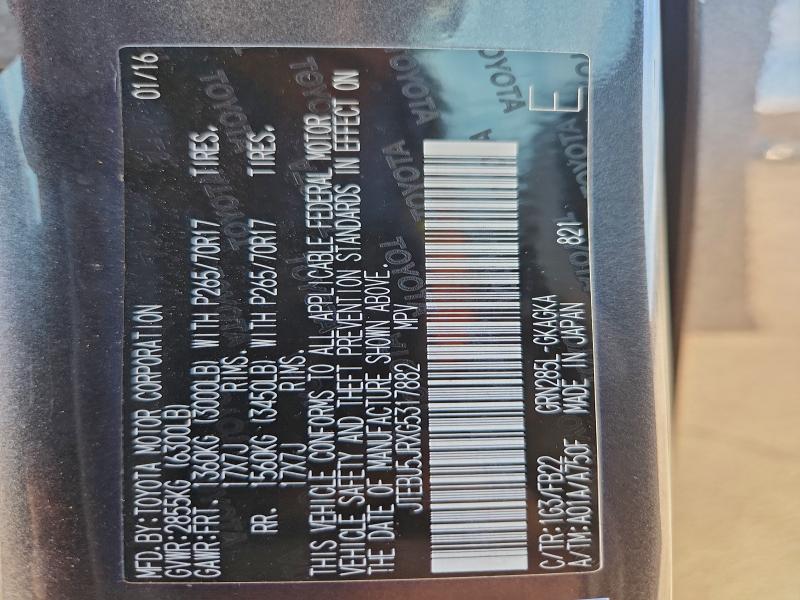 MFD.BY:TOYOTA MOTOR CORPORATION 01/16
GVWR:2855KG (6300LB)
GAWR:FRT. 1360KG (3000LB) WITH P265/70R17 TIRES.
17X7J RIMS.
RR. 1560KG (3450LB) WITH P265/70R17 TIRES.
17X7J RIMS.
THIS VEHICLE CONFORMS TO ALL APPLICABLE FEDERAL MOTOR
VEHICLE SAFETY AND THEFT PREVENTION STANDARDS IN EFFECT ON
THE DATE OF MANUFACTURE SHOWN ABOVE.
JTEBU5JRXG5317882 MPV
C/TR:1G3/FB22 GRN285L-GKAGKA
A/TM:A01A/A750F MADE IN JAPAN 821
E